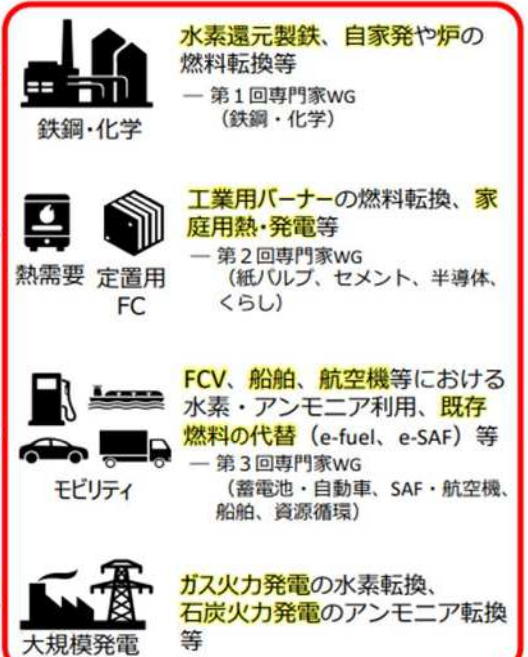 水素還元製鉄、自家発や炉の
燃料転換等
― 第1回専門家WG
（鉄鋼・化学）
鉄鋼・化学
工業用バーナーの燃料転換、家
庭用熱・発電等
― 第2回専門家WG
（紙パルプ、セメント、半導体、
くらし）
熱需要
定置用
FC
FCV、船舶、航空機等における
水素・アンモニア利用、既存
燃料の代替（e-fuel、e-SAF）等
― 第3回専門家WG
（蓄電池・自動車、SAF・航空機、
船舶、資源循環）
モビリティ
ガス火力発電の水素転換、
石炭火力発電のアンモニア転換
等
大規模発電